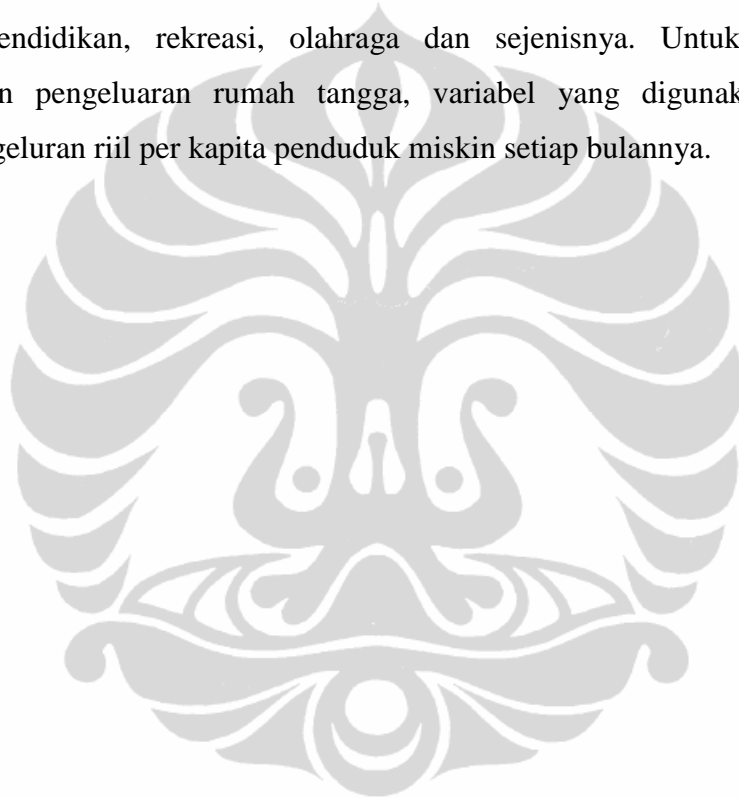 endidikan, rekreasi, olahraga dan sejenisnya. Untuk
n pengeluaran rumah tangga, variabel yang digunak
geluran riil per kapita penduduk miskin setiap bulannya.